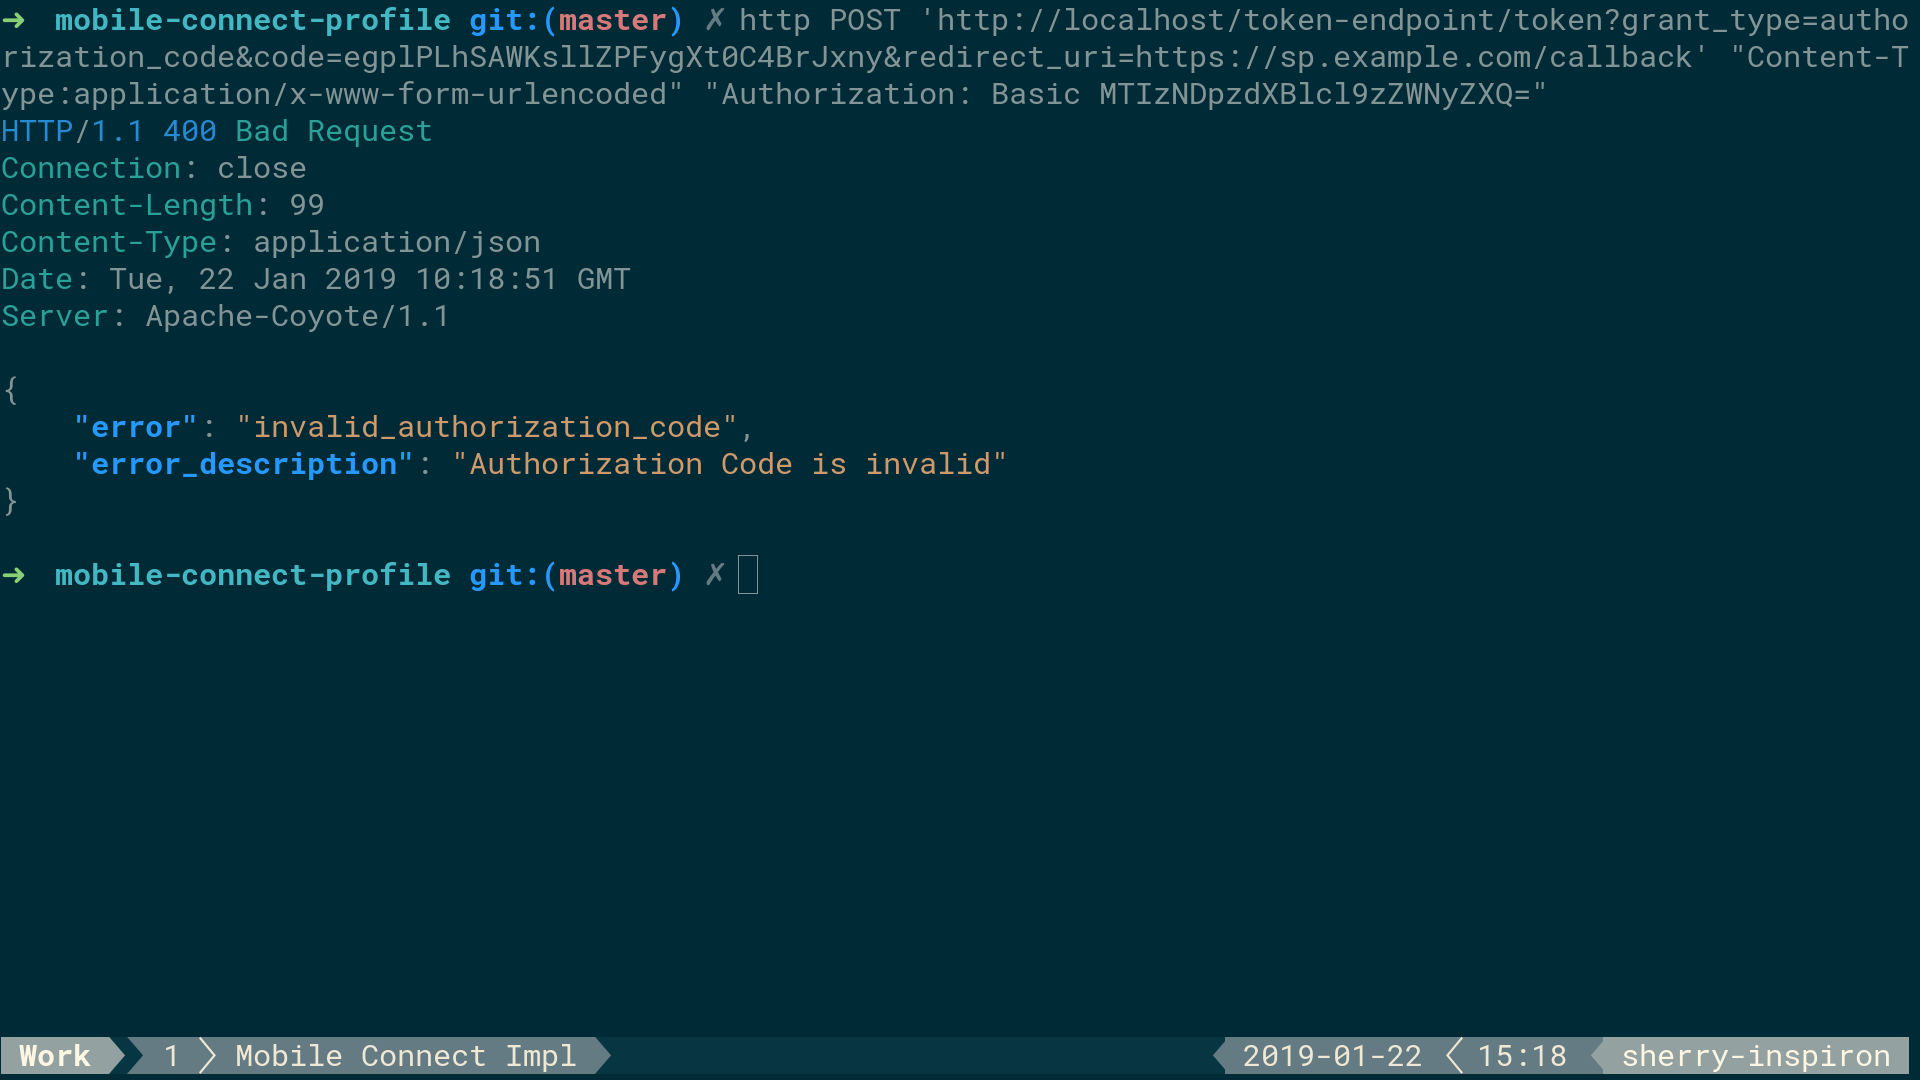 ➜  mobile-connect-profile git:(master) ✗ http POST 'http://localhost/token-endpoint/token?grant_type=autho
rization_code&code=egplPLhSAWKsllZPFygXt0C4BrJxny&redirect_uri=https://sp.example.com/callback' "Content-T
ype:application/x-www-form-urlencoded" "Authorization: Basic MTIzNDpzdXBlcl9zZWNyZXQ="
HTTP/1.1 400 Bad Request
Connection: close
Content-Length: 99
Content-Type: application/json
Date: Tue, 22 Jan 2019 10:18:51 GMT
Server: Apache-Coyote/1.1
{
    "error": "invalid_authorization_code",
    "error_description": "Authorization Code is invalid"
}
➜  mobile-connect-profile git:(master) ✗
Work 1 Mobile Connect Impl 2019-01-22 15:18 sherry-inspiron